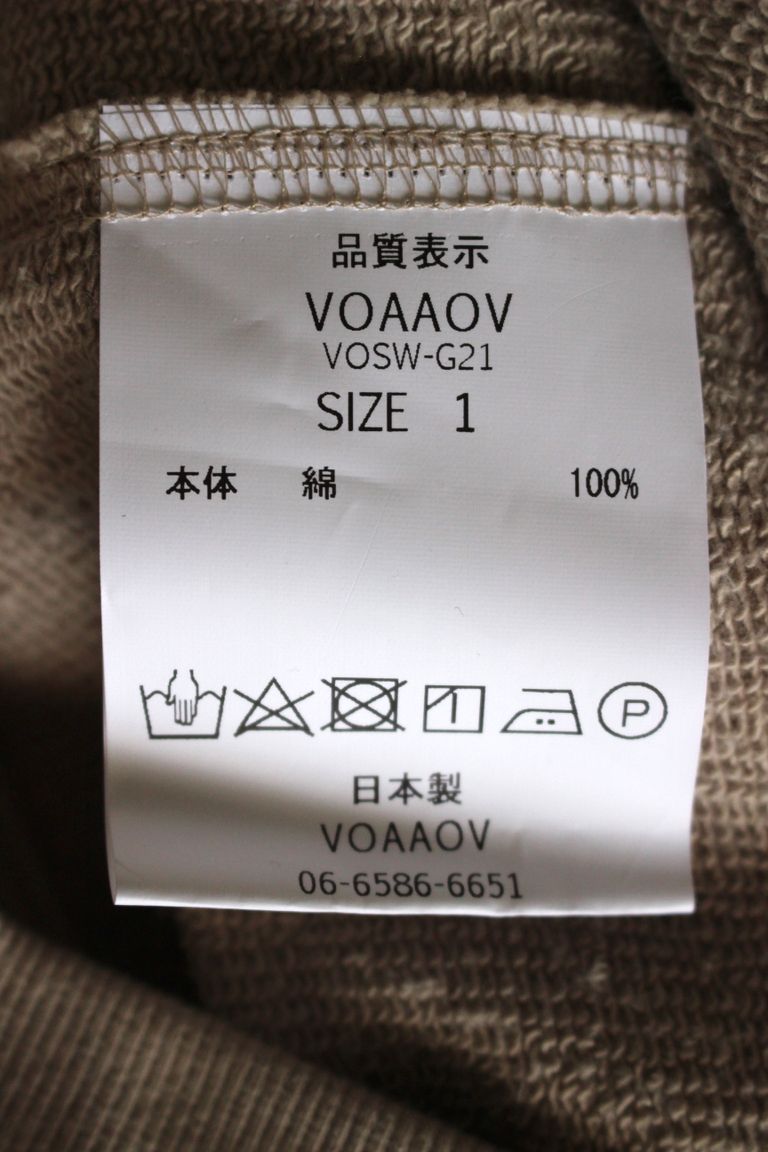 品質表示
VOAAOV
VOSW-G21
SIZE 1
本体 綿 100%
P
日本製
VOAAOV
06-6586-6651